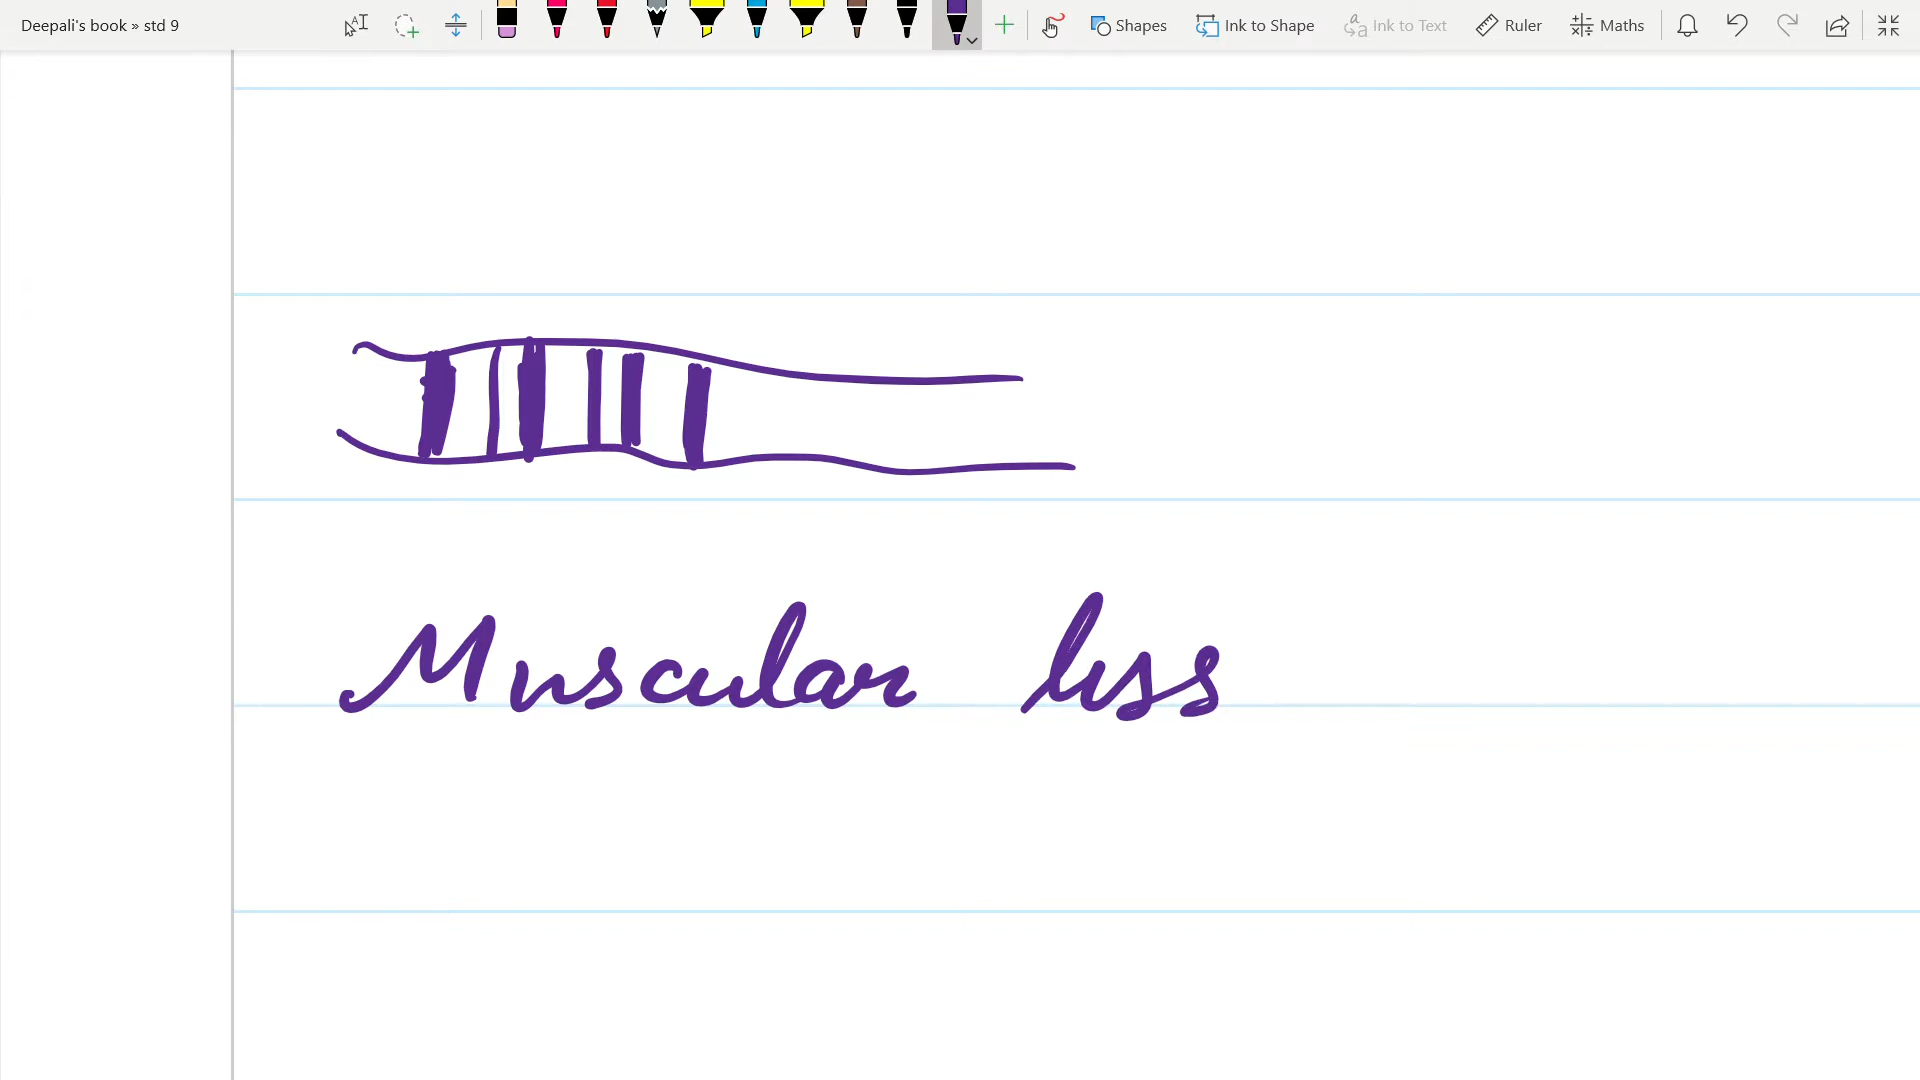 Deepali's book » std 9
Shapes
Ink to Shape
Ink to Text
Ruler
Maths
Muscular